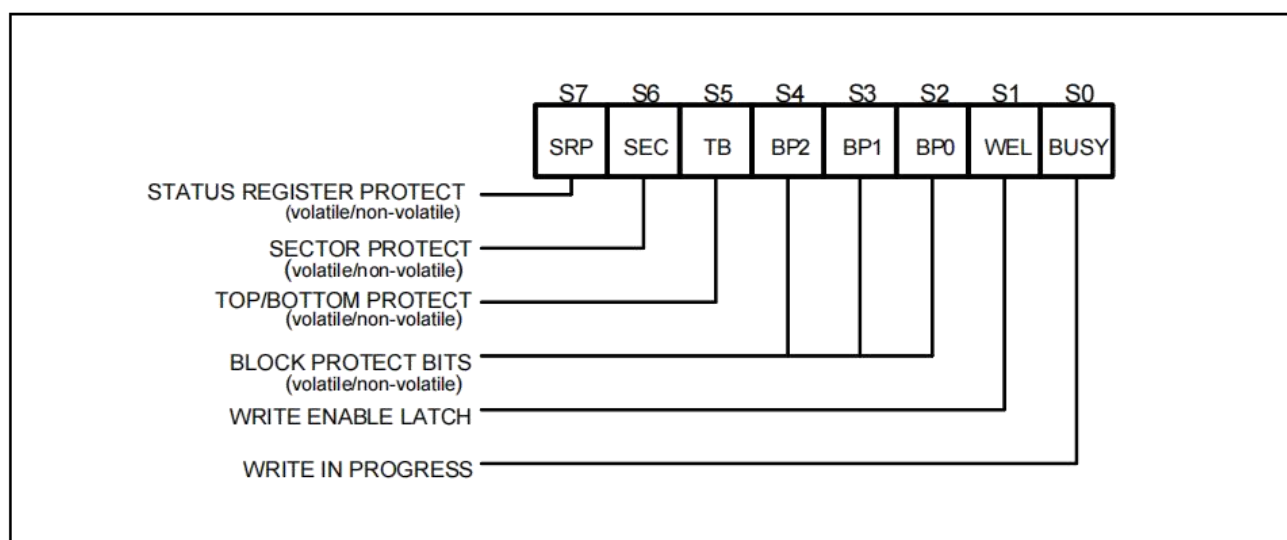 S7 S6 S5 S4 S3 S2 S1 S0
SRP SEC TB BP2 BP1 BP0 WEL BUSY
STATUS REGISTER PROTECT
(volatile/non-volatile)
SECTOR PROTECT
(volatile/non-volatile)
TOP/BOTTOM PROTECT
(volatile/non-volatile)
BLOCK PROTECT BITS
(volatile/non-volatile)
WRITE ENABLE LATCH
WRITE IN PROGRESS